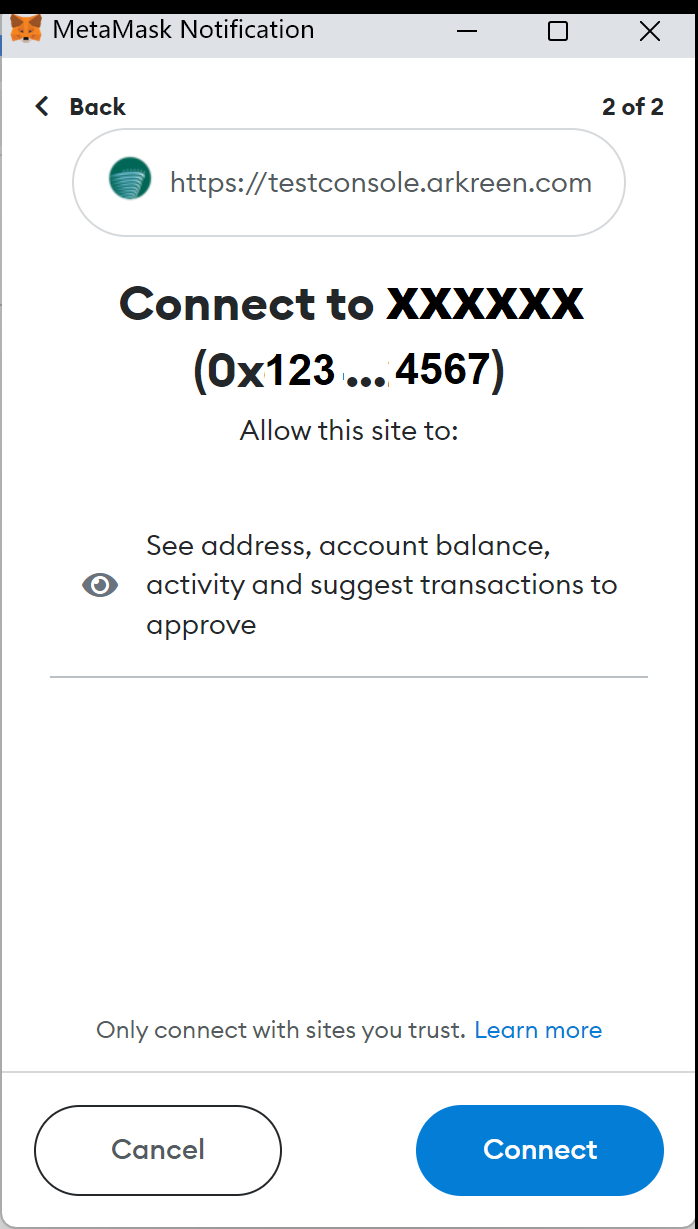 MetaMask Notification
Back
2 of 2
https://testconsole.arkreen.com
Connect to XXXXXX
(0x123...4567)
Allow this site to:
See address, account balance,
activity and suggest transactions to
approve
Only connect with sites you trust. Learn more
Cancel
Connect